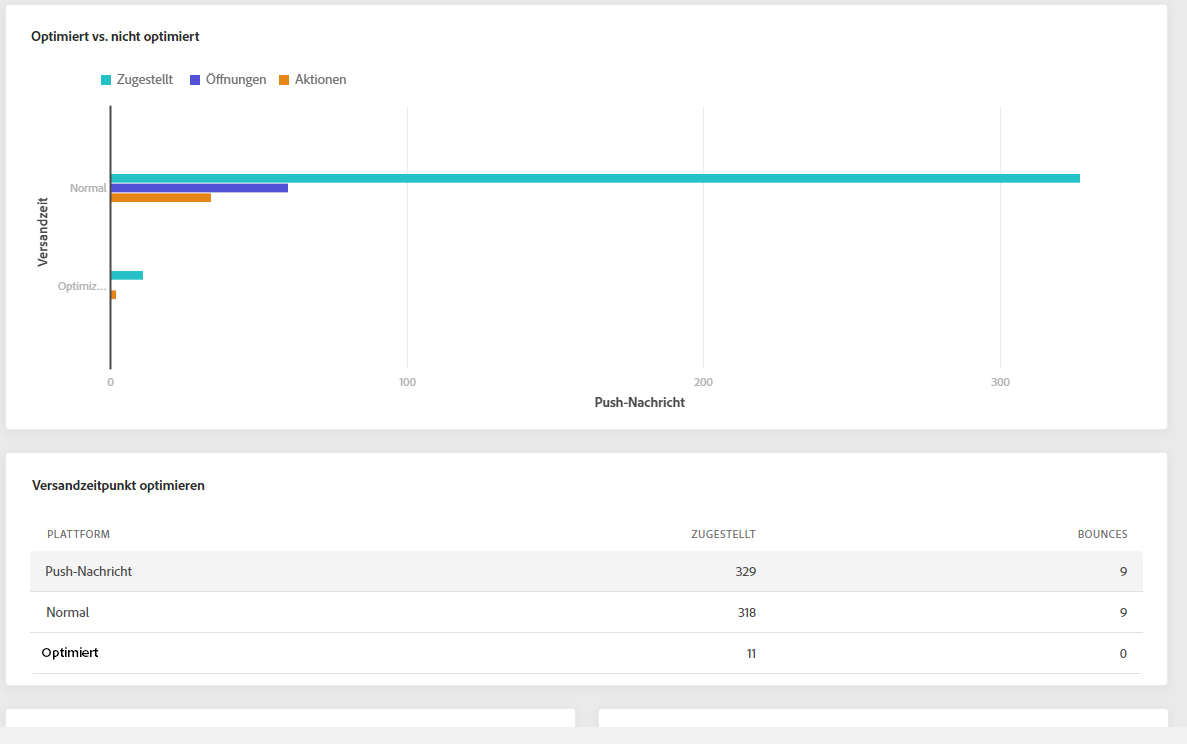 Optimiert vs. nicht optimiert
Zugestellt Öffnungen Aktionen
Versandzeit
Normal
Optimiz...
0 100 200 300
Push-Nachricht
Versandzeitpunkt optimieren
PLATTFORM ZUGESTELLT BOUNCES
Push-Nachricht 329 9
Normal 318 9
Optimiert 11 0